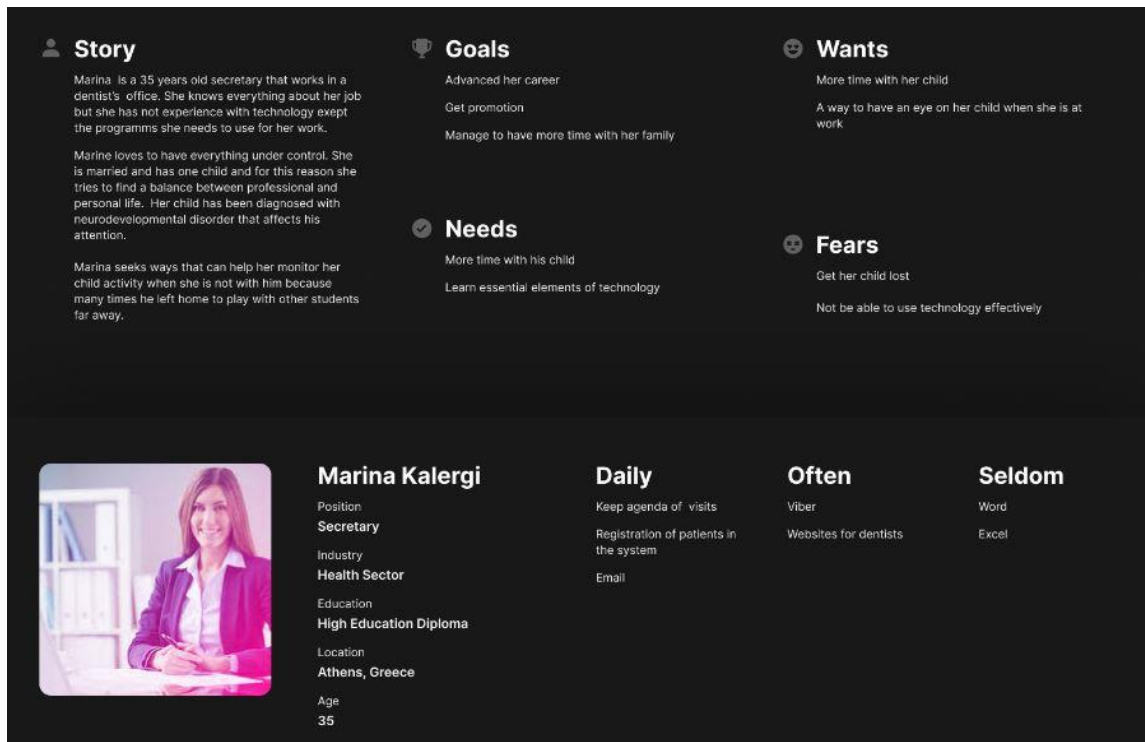 Story
Marina is a 35 years old secretary that works in a
dentist's office. She knows everything about her job
but she has not experience with technology exept
the programms she needs to use for her work.
Marine loves to have everything under control. She
is married and has one child and for this reason she
tries to find a balance between professional and
personal life. Her child has been diagnosed with
neurodevelopmental disorder that affects his
attention.
Marina seeks ways that can help her monitor her
child activity when she is not with him because
many times he left home to play with other students
far away.
Goals
Advanced her career
Get promotion
Manage to have more time with her family
Needs
More time with his child
Learn essential elements of technology
Wants
More time with her child
A way to have an eye on her child when she is at
work
Fears
Get her child lost
Not be able to use technology effectively
Marina Kalergi
Position
Secretary
Industry
Health Sector
Education
High Education Diploma
Location
Athens, Greece
Age
35
Daily
Keep agenda of visits
Registration of patients in
the system
Email
Often
Viber
Websites for dentists
Seldom
Word
Excel